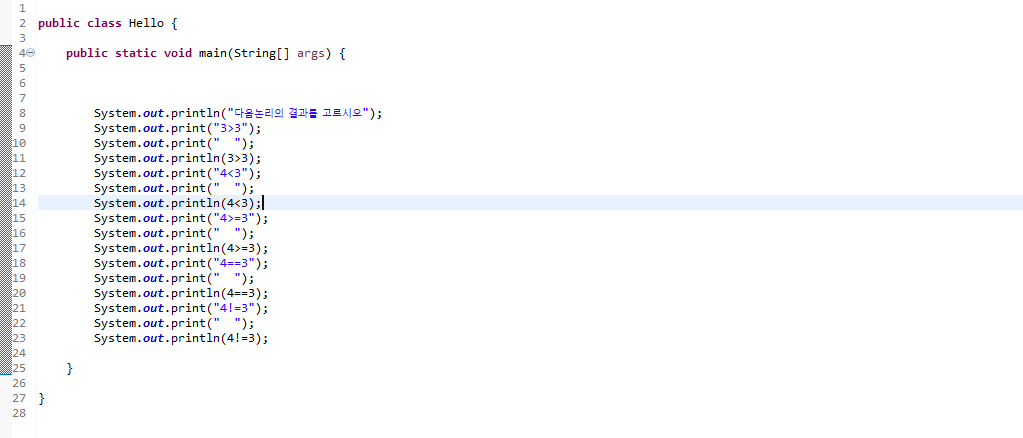 1
2 public class Hello {
3
4 public static void main(String[] args) {
5
6
7
8 System.out.println("다음논리의 결과를 고르시오");
9 System.out.print("3>3");
10 System.out.print("  ");
11 System.out.println(3>3);
12 System.out.print("4<3");
13 System.out.print("  ");
14 System.out.println(4<3);
15 System.out.print("4>=3");
16 System.out.print("  ");
17 System.out.println(4>=3);
18 System.out.print("4==3");
19 System.out.print("  ");
20 System.out.println(4==3);
21 System.out.print("4!=3");
22 System.out.print("  ");
23 System.out.println(4!=3);
24
25 }
26
27 }
28